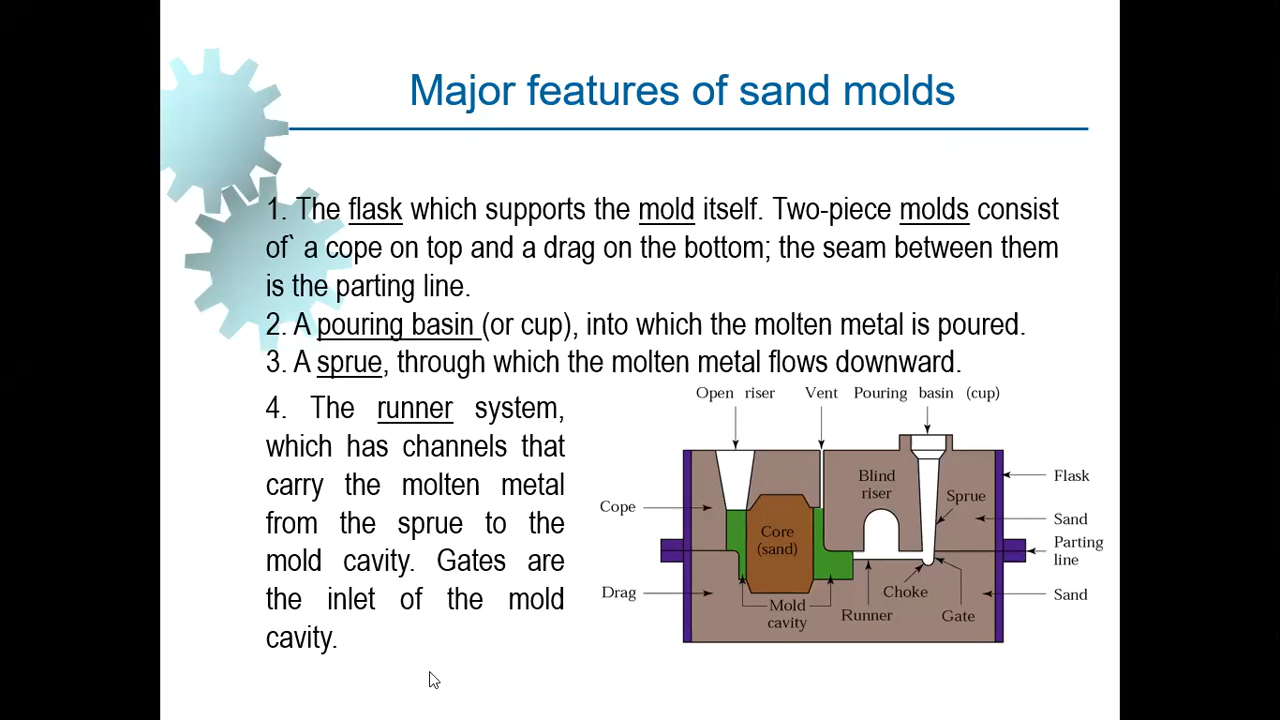 Major features of sand molds
1. The flask which supports the mold itself. Two-piece molds consist
of` a cope on top and a drag on the bottom; the seam between them
is the parting line.
2. A pouring basin (or cup), into which the molten metal is poured.
3. A sprue, through which the molten metal flows downward.
4. The runner system,
which has channels that
carry the molten metal
from the sprue to the
mold cavity. Gates are
the inlet of the mold
cavity.
Open riser
Vent
Pouring basin (cup)
Blind
riser
Flask
Sprue
Cope
Sand
Core
(sand)
Parting
line
Drag
Choke
Sand
Mold
cavity
Runner
Gate